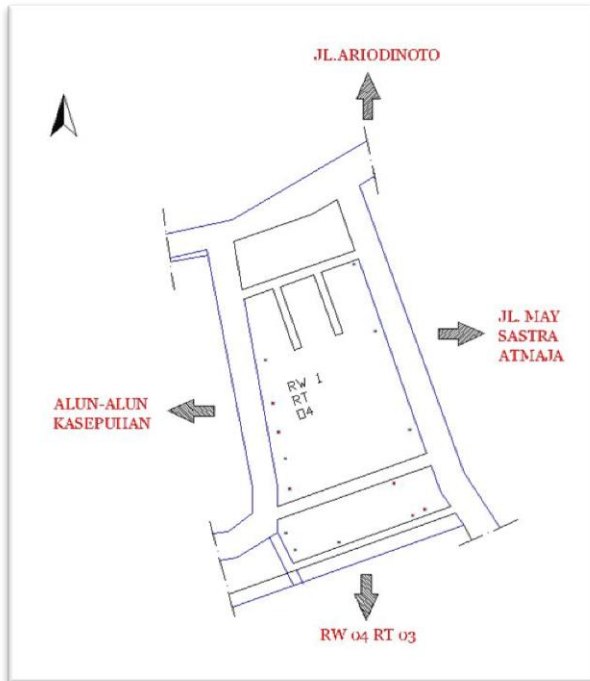 JL.ARIODINOTO
JL. MAY
SASTRA
ATMAJA
RW 1
RT
04
ALUN-ALUN
KASEPUHAN
RW 04 RT 03